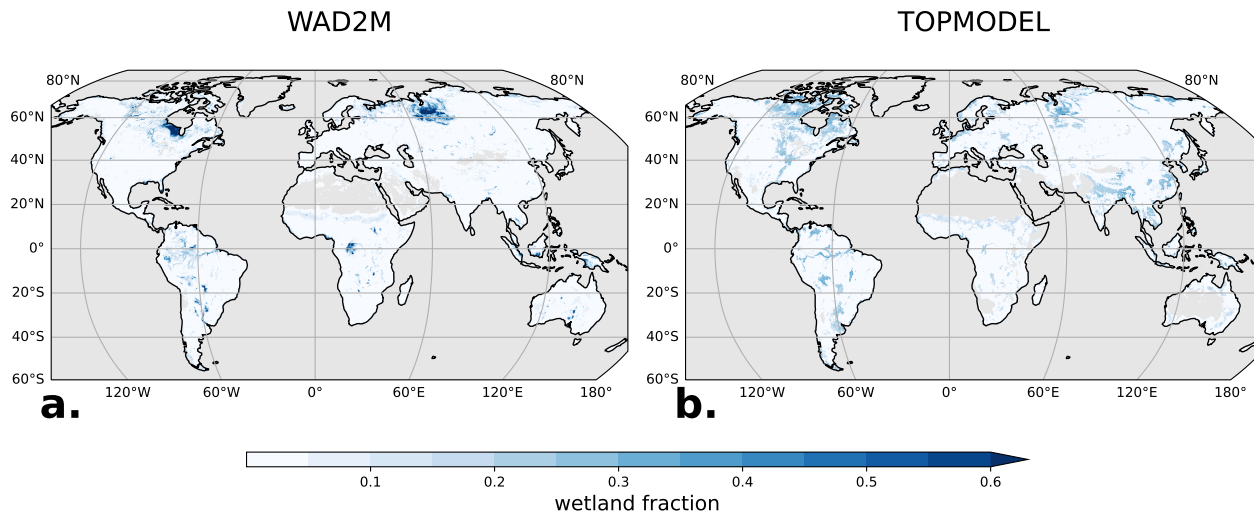 WAD2M
TOPMODEL
80°N 80°N 80°N 80°N
60°N 60°N
40°N 40°N
20°N 20°N
0° 0°
20°S 20°S
40°S 40°S
60°S 60°S
120°W 60°W 0° 60°E 120°E 180° 120°W 60°W 0° 60°E 120°E 180°
a. b.
0.1 0.2 0.3 0.4 0.5 0.6
wetland fraction